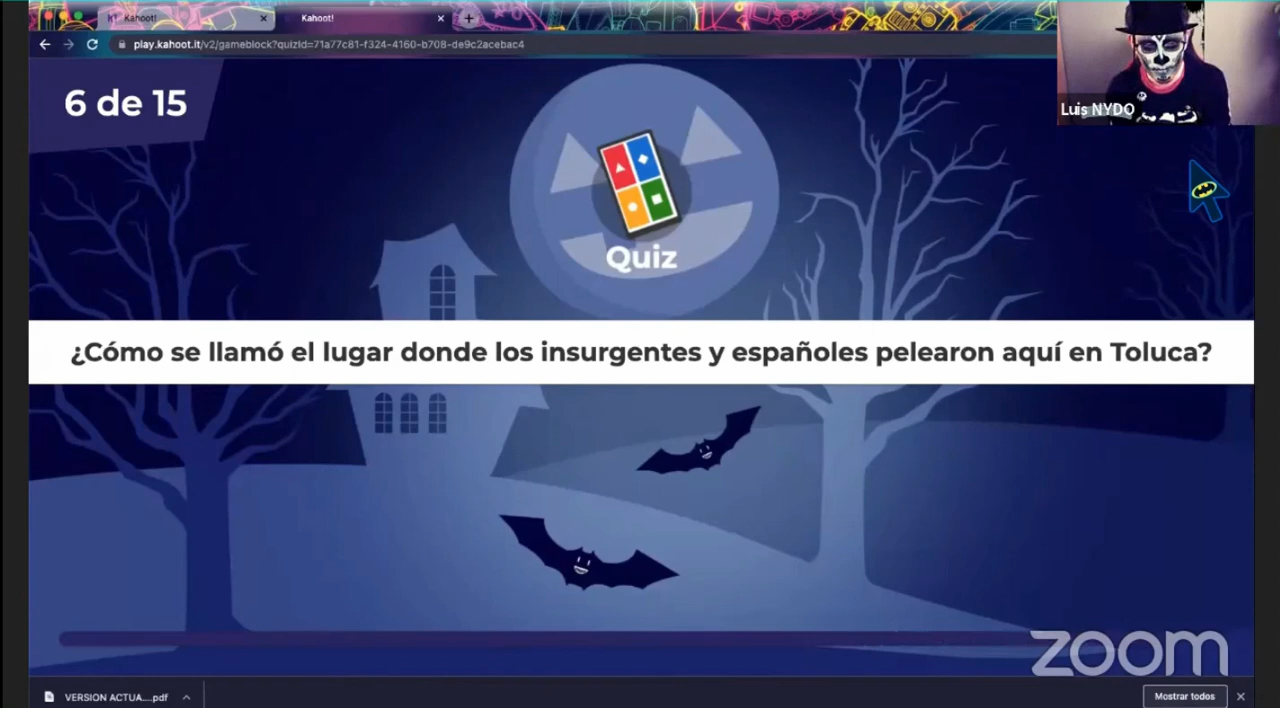 Kahoot!
Kahoot!
play.kahoot.it/v2/gameblock?quizId=71a77c81-f324-4160-b708-de9c2acebac4
6 de 15
Luis NYDO
Quiz
¿Cómo se llamó el lugar donde los insurgentes y españoles pelearon aquí en Toluca?
zoom
VERSION ACTUA....pdf
Mostrar todos